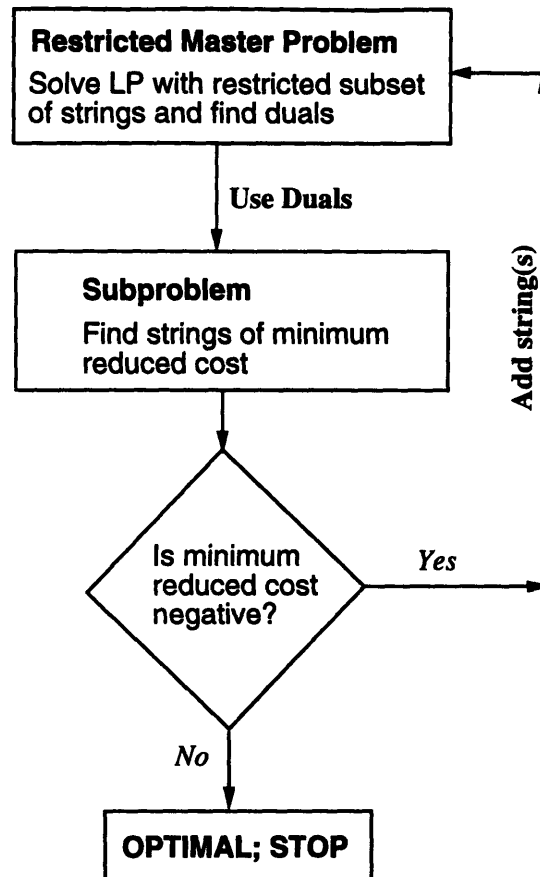 Restricted Master Problem
Solve LP with restricted subset
of strings and find duals
Use Duals
Subproblem
Find strings of minimum
reduced cost
Add string(s)
Is minimum
reduced cost
negative?
Yes
No
OPTIMAL; STOP